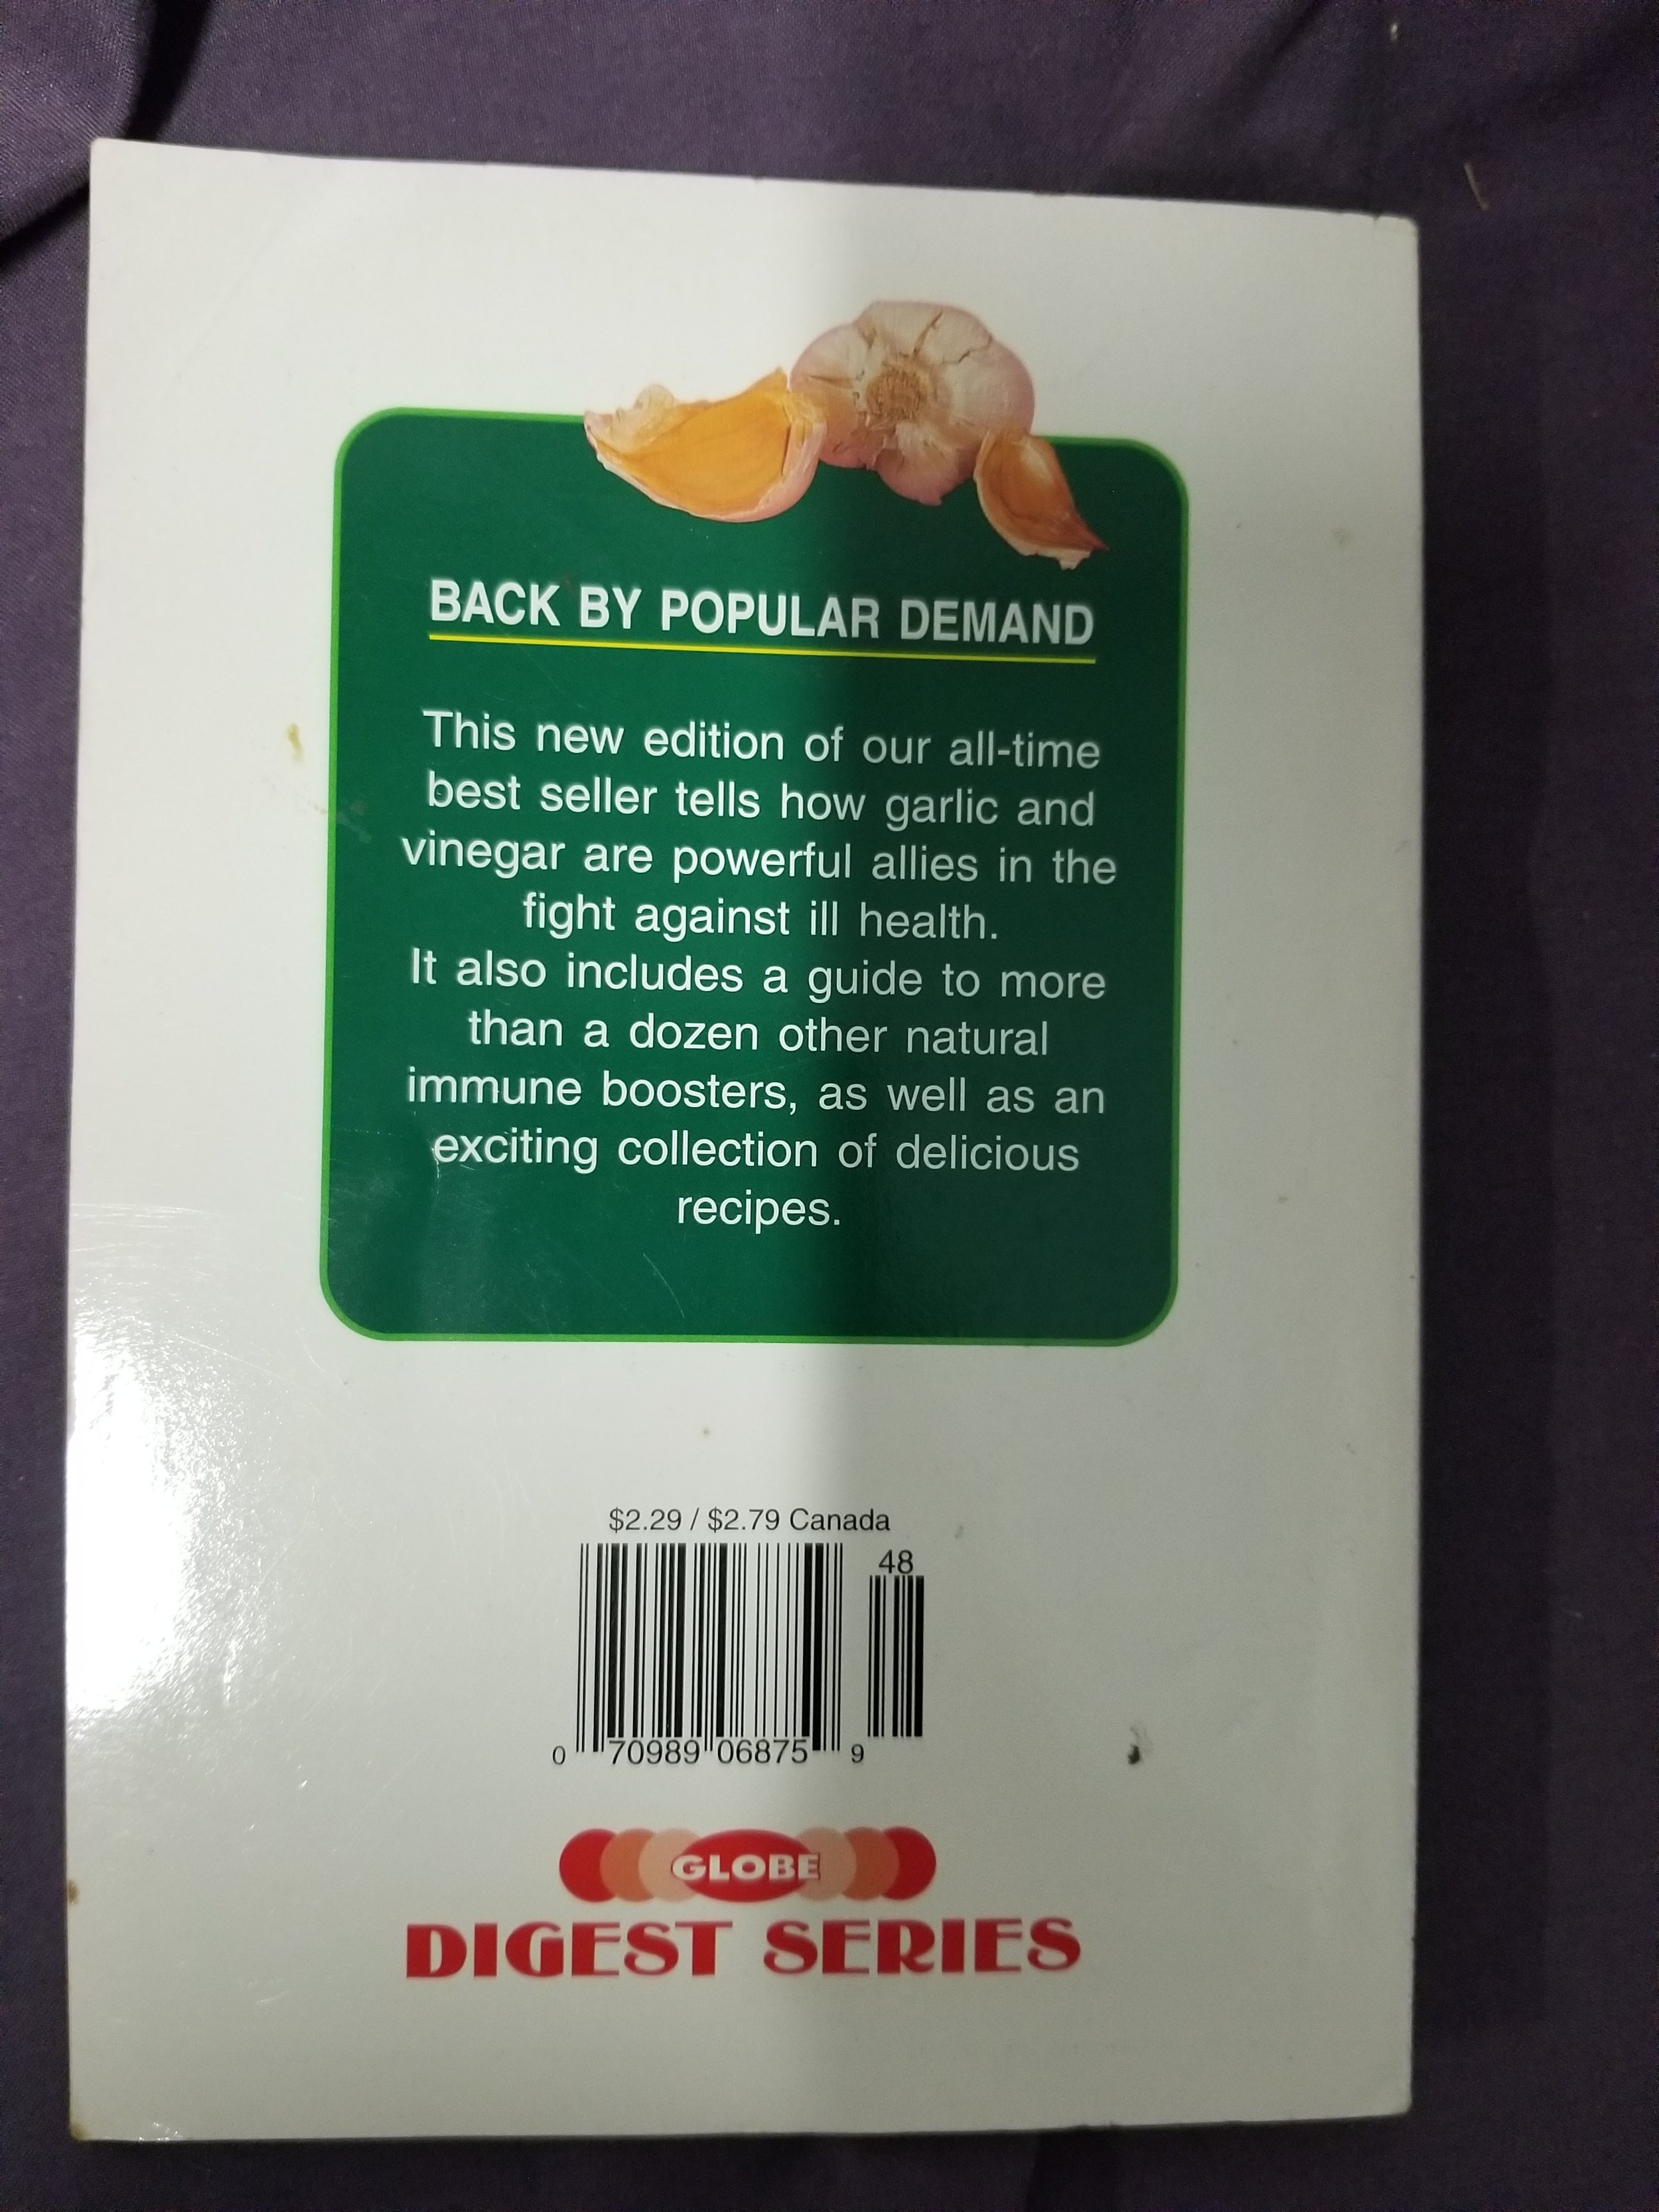 BACK BY POPULAR DEMAND
This new edition of our all-time
best seller tells how garlic and
vinegar are powerful allies in the
fight against ill health.
It also includes a guide to more
than a dozen other natural
immune boosters, as well as an
exciting collection of delicious
recipes.
$2.29 / $2.79 Canada
48
0 70989 06875 9
GLOBE
DIGEST SERIES